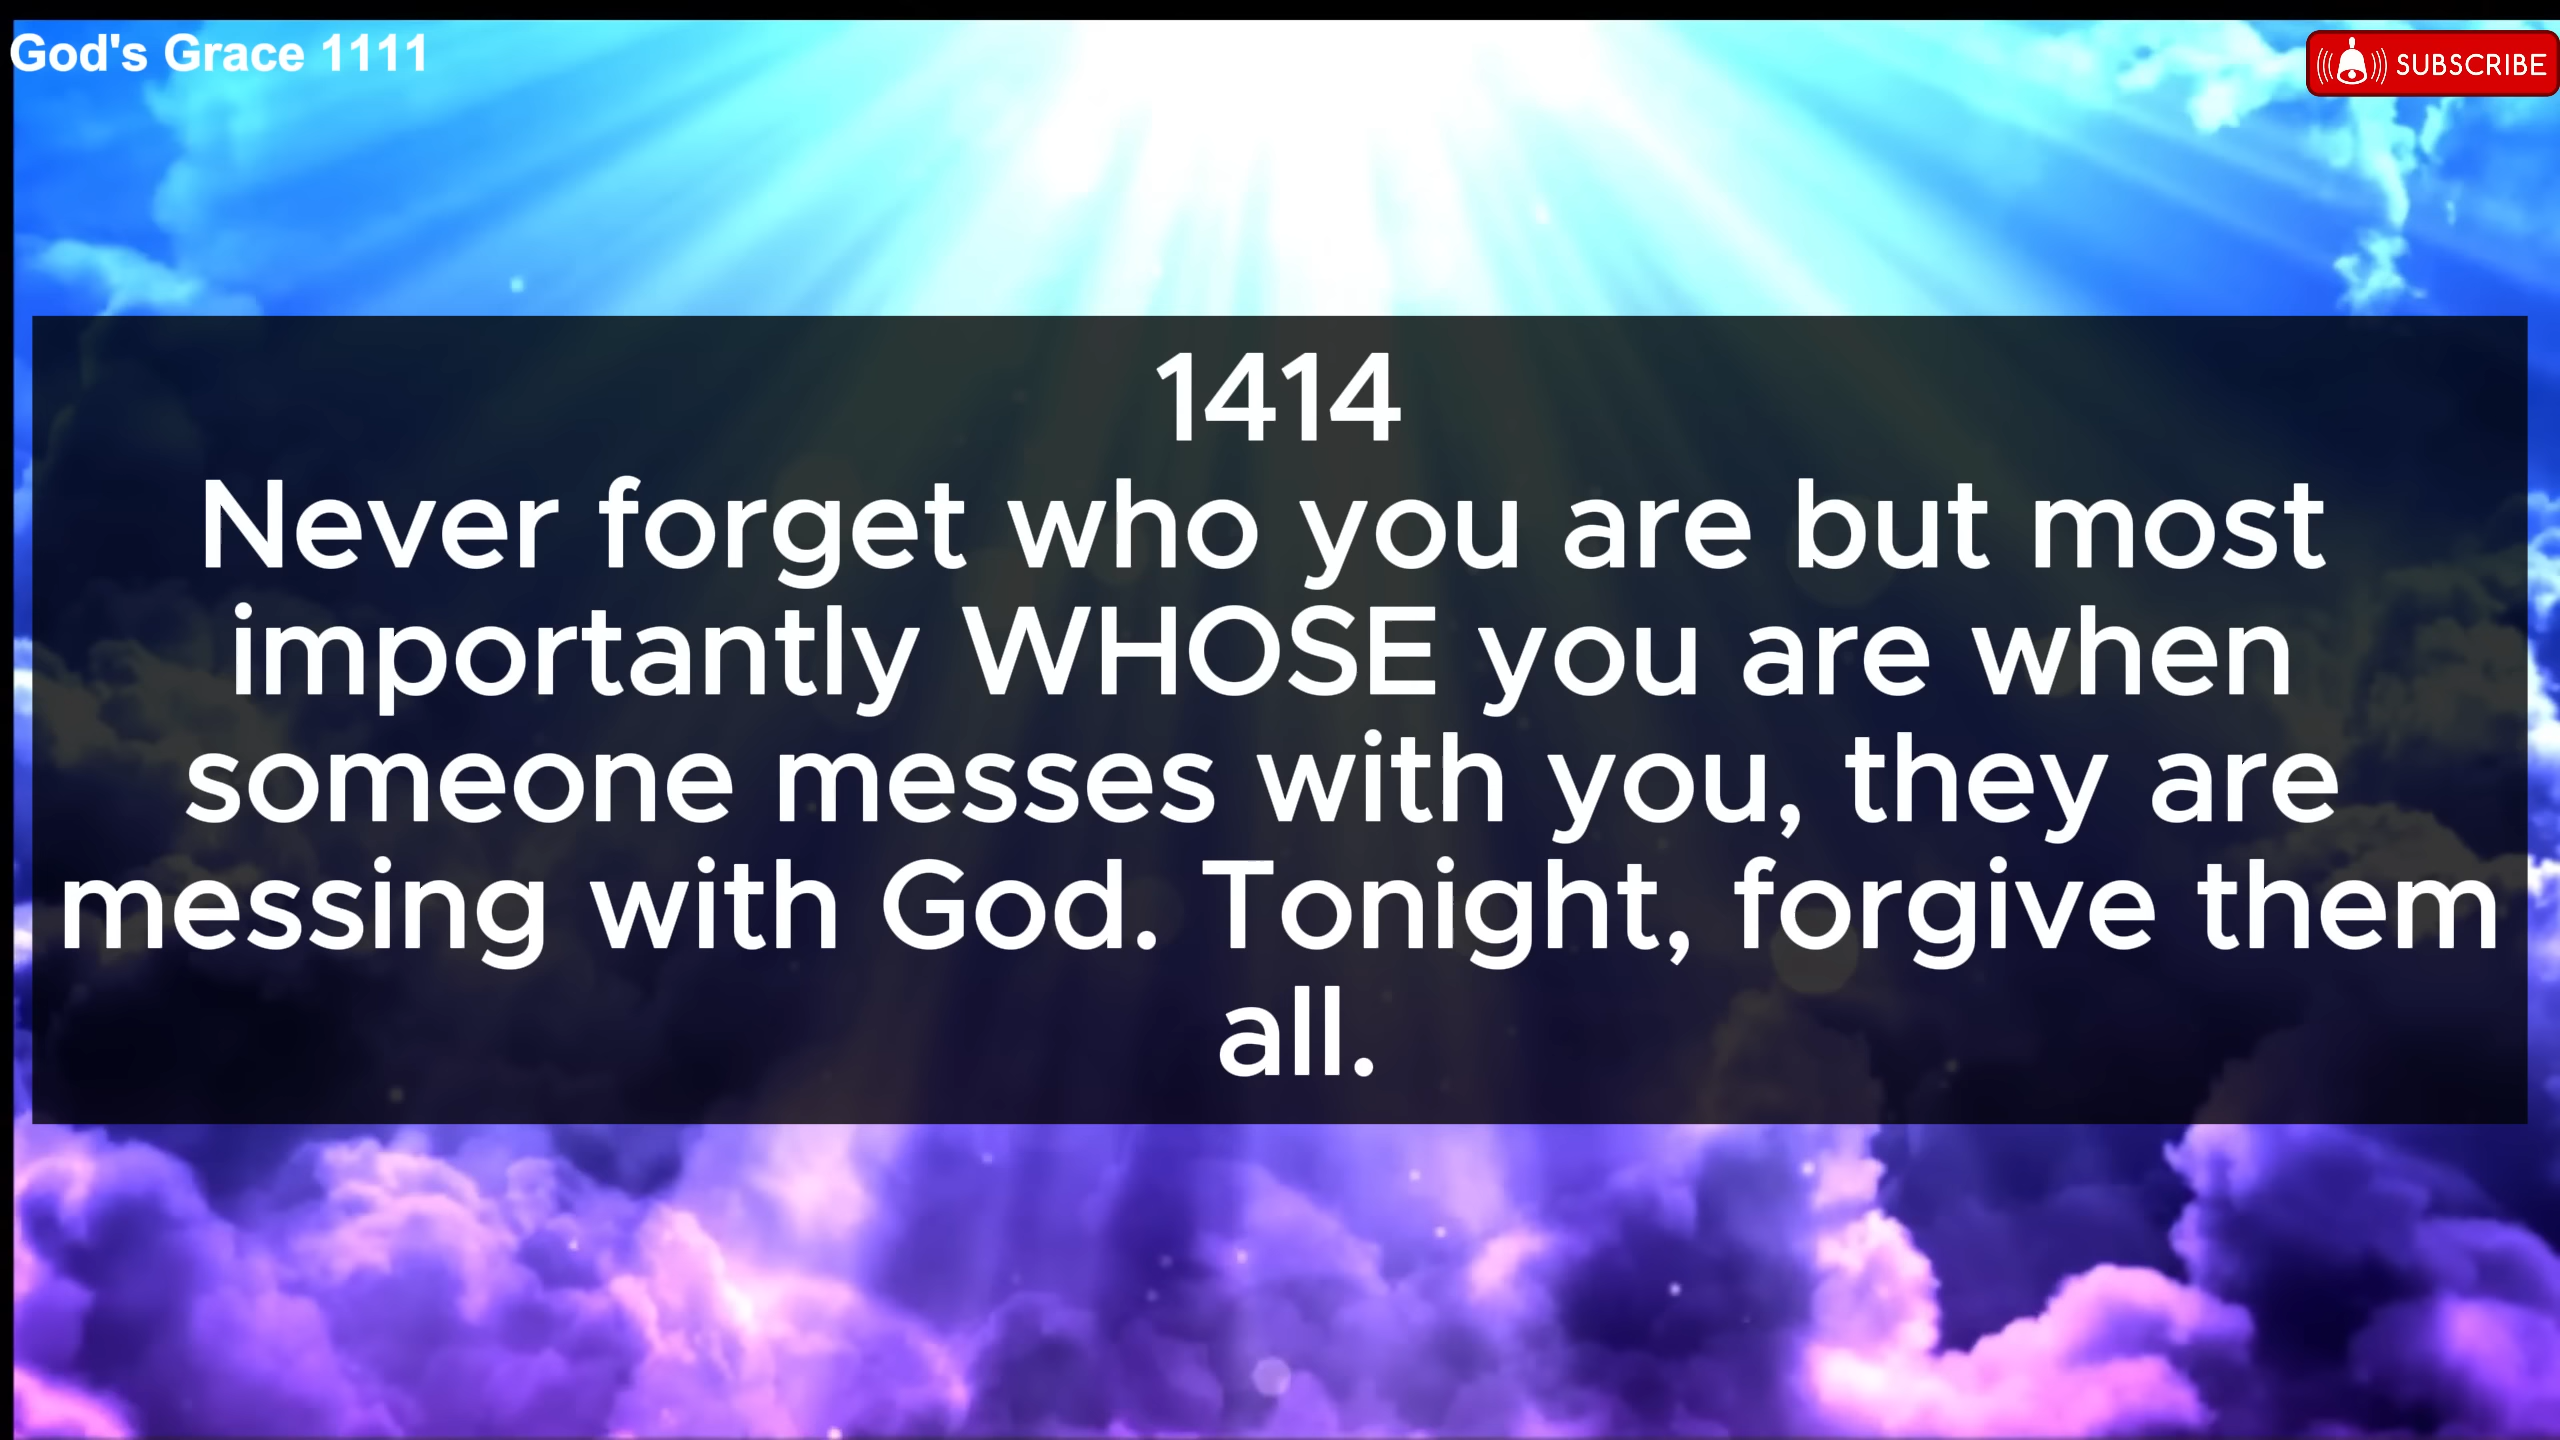 God's Grace 1111
SUBSCRIBE
1414
Never forget who you are but most
importantly WHOSE you are when
someone messes with you, they are
messing with God. Tonight, forgive them
all.